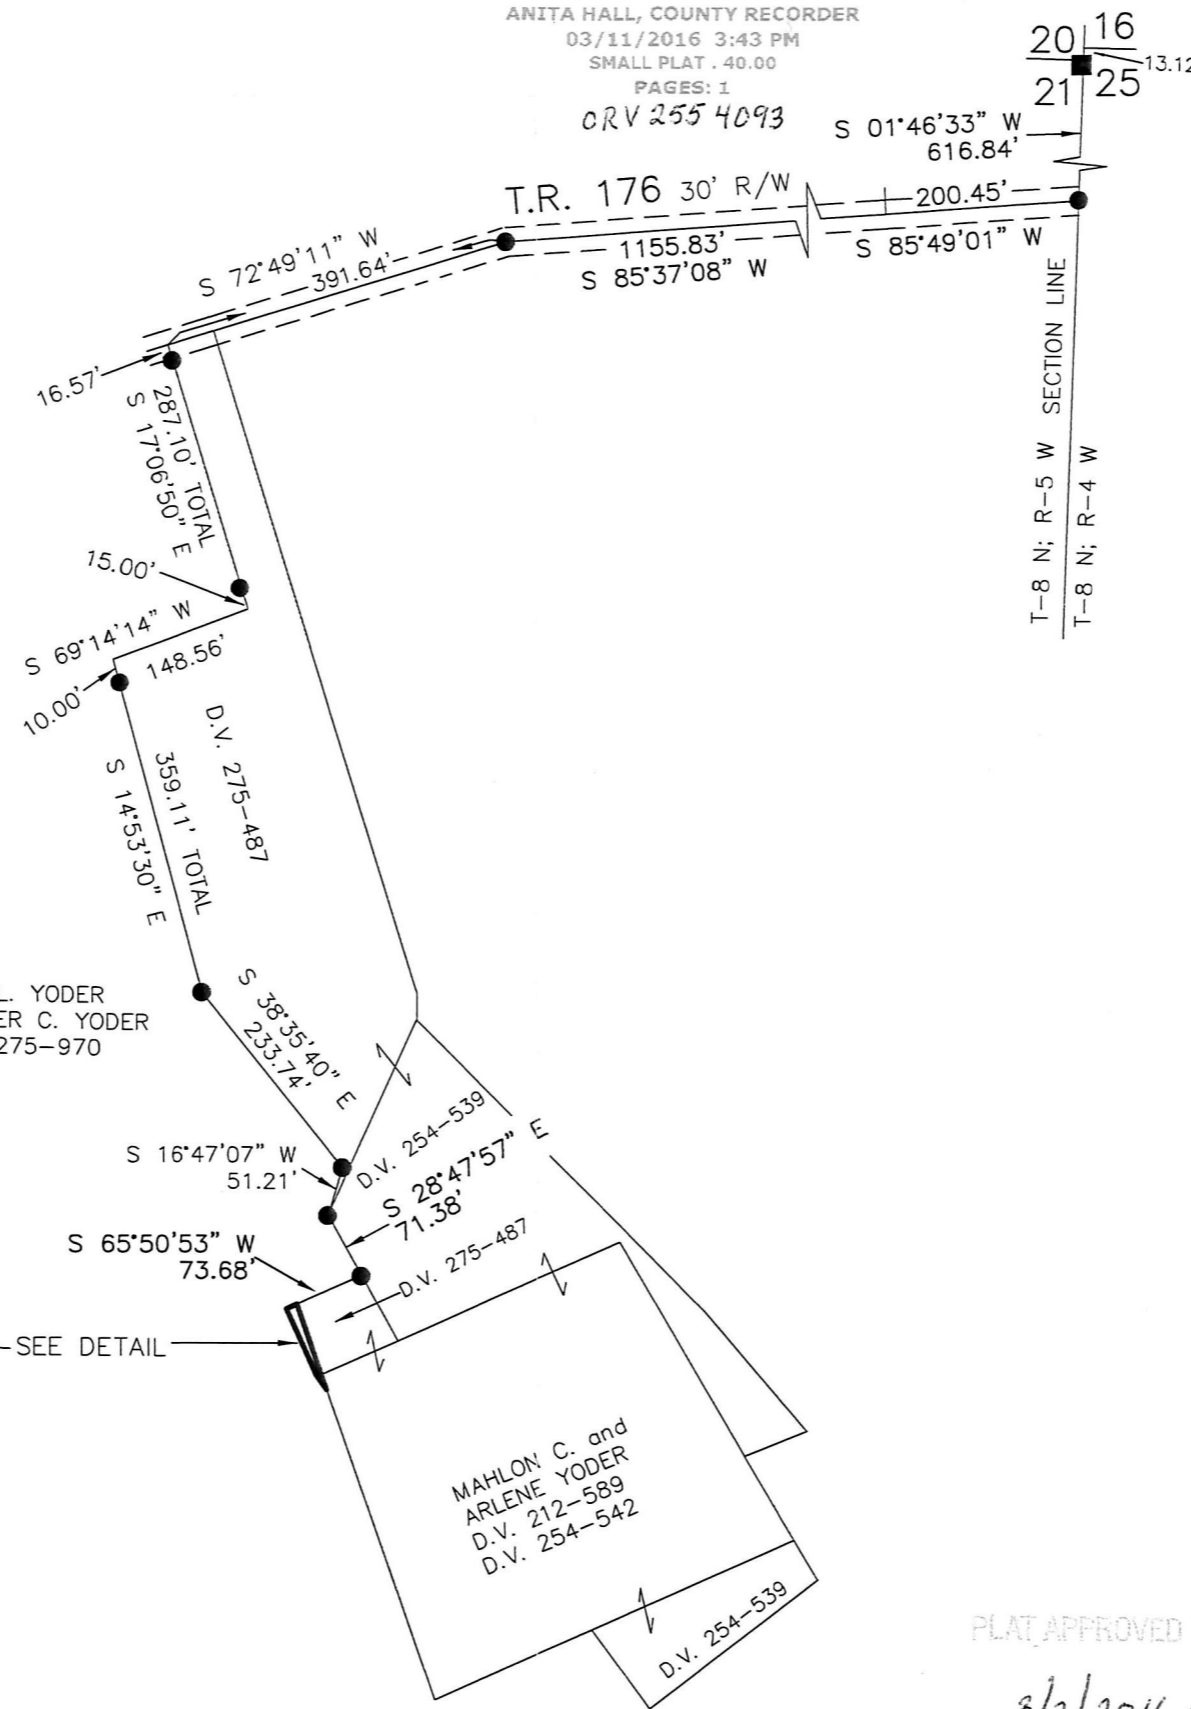 ANITA HALL, COUNTY RECORDER
03/11/2016 3:43 PM
SMALL PLAT . 40.00
PAGES: 1
ORV 255 4093
20 16
21 25
13.12
S 01°46'33" W
616.84'
T.R. 176 30' R/W
200.45'
S 85°49'01" W
1155.83'
S 85°37'08" W
S 72°49'11" W
391.64'
16.57'
287.10' TOTAL
S 17°06'50" E
15.00'
S 69°14'14" W
148.56'
10.00'
T-8 N; R-5 W SECTION LINE
T-8 N; R-4 W
D.V. 275-487
359.11' TOTAL
S 14°53'30" E
L. YODER
ER C. YODER
275-970
S 38°35'40" E
233.74'
S 16°47'07" W
51.21'
D.V. 254-539
S 28°47'57" E
71.38'
S 65°50'53" W
73.68'
D.V. 275-487
SEE DETAIL
MAHLON C. and
ARLENE YODER
D.V. 212-589
D.V. 254-542
D.V. 254-539
PLAT APPROVED